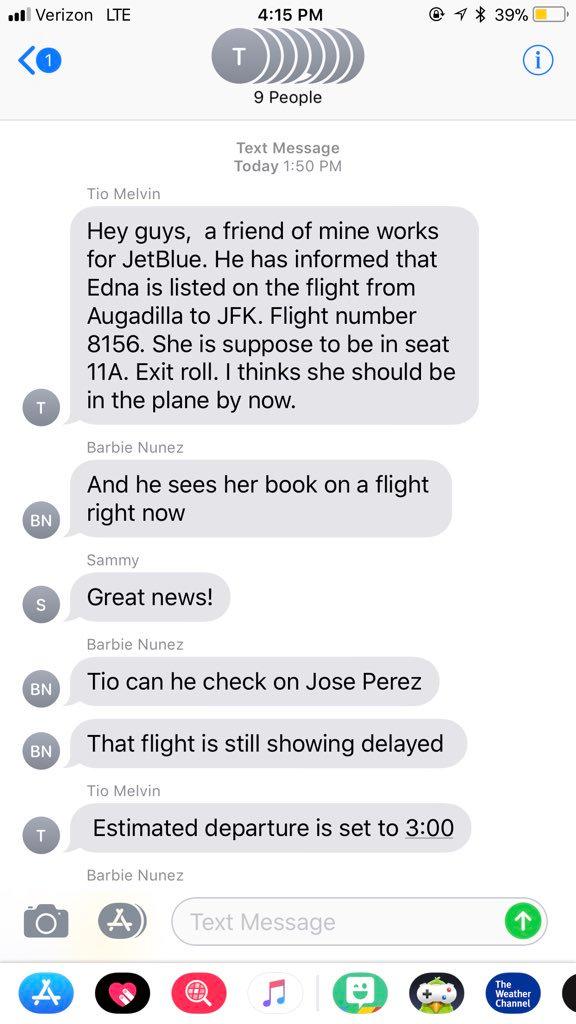 Verizon LTE 4:15 PM 39%
1
T
9 People
Text Message
Today 1:50 PM
Tio Melvin
Hey guys,  a friend of mine works
for JetBlue. He has informed that
Edna is listed on the flight from
Augadilla to JFK. Flight number
8156. She is suppose to be in seat
11A. Exit roll. I thinks she should be
in the plane by now.
T
Barbie Nunez
And he sees her book on a flight
right now
BN
Sammy
Great news!
S
Barbie Nunez
Tio can he check on Jose Perez
BN
That flight is still showing delayed
BN
Tio Melvin
Estimated departure is set to 3:00
T
Barbie Nunez
Text Message
The
Weather
Channel